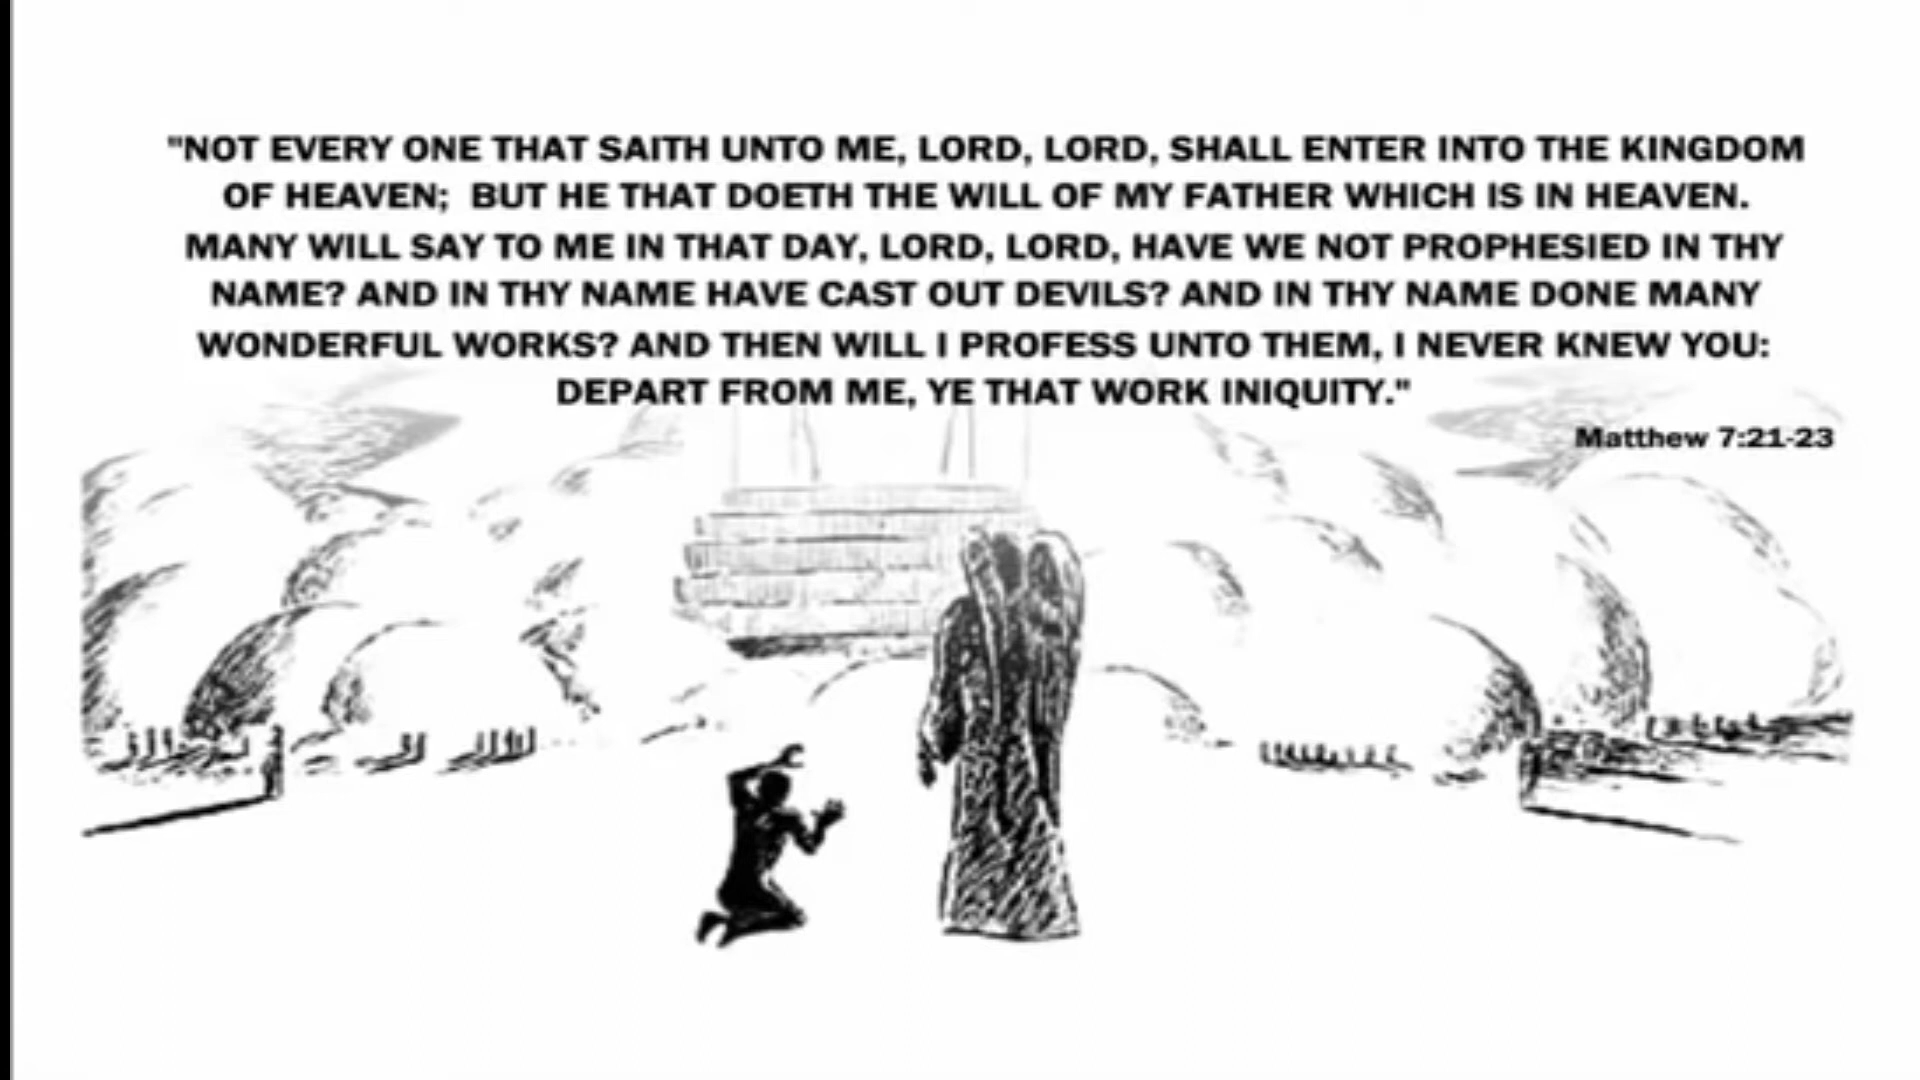 "NOT EVERY ONE THAT SAITH UNTO ME, LORD, LORD, SHALL ENTER INTO THE KINGDOM
OF HEAVEN; BUT HE THAT DOETH THE WILL OF MY FATHER WHICH IS IN HEAVEN.
MANY WILL SAY TO ME IN THAT DAY, LORD, LORD, HAVE WE NOT PROPHESIED IN THY
NAME? AND IN THY NAME HAVE CAST OUT DEVILS? AND IN THY NAME DONE MANY
WONDERFUL WORKS? AND THEN WILL I PROFESS UNTO THEM, I NEVER KNEW YOU:
DEPART FROM ME, YE THAT WORK INIQUITY."
Matthew 7:21-23